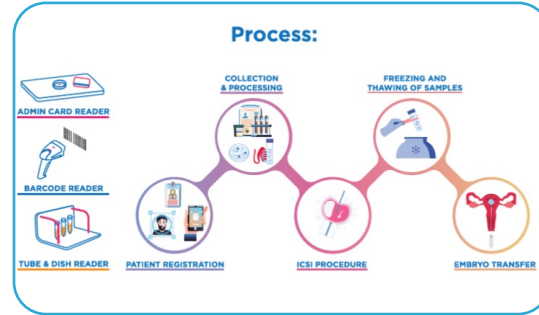 Process:
ADMIN CARD READER
BARCODE READER
TUBE & DISH READER
COLLECTION
& PROCESSING
FREEZING AND
THAWING OF SAMPLES
PATIENT REGISTRATION
ICSI PROCEDURE
EMBRYO TRANSFER